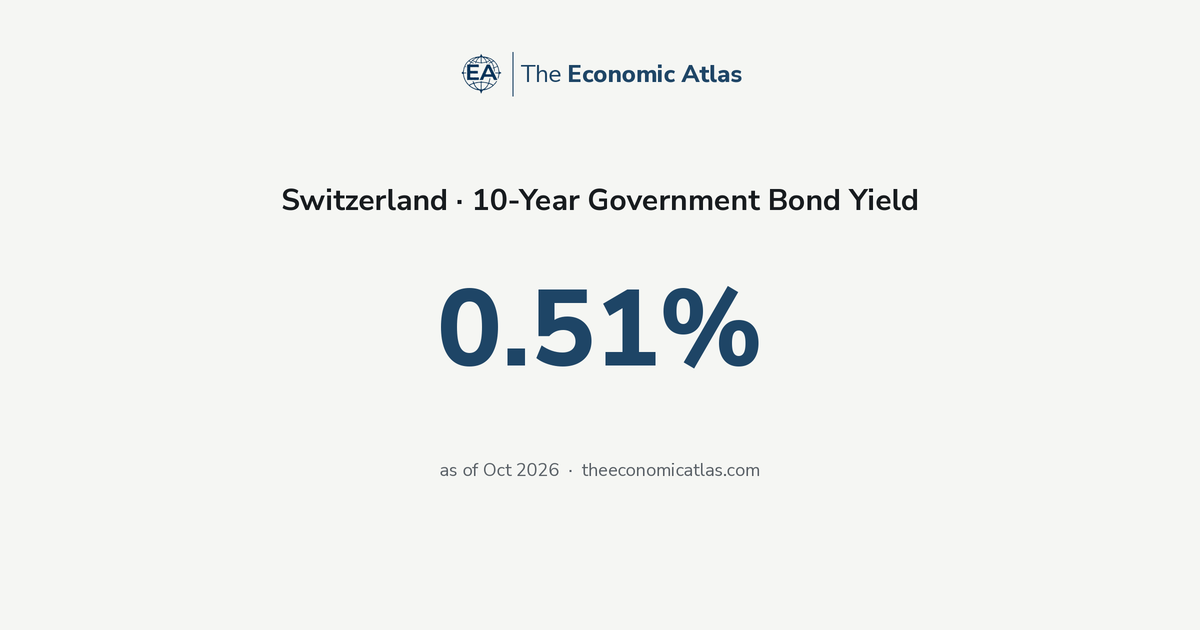 EA The Economic Atlas
Switzerland · 10-Year Government Bond Yield
0.51%
as of Oct 2026 · theeconomicatlas.com